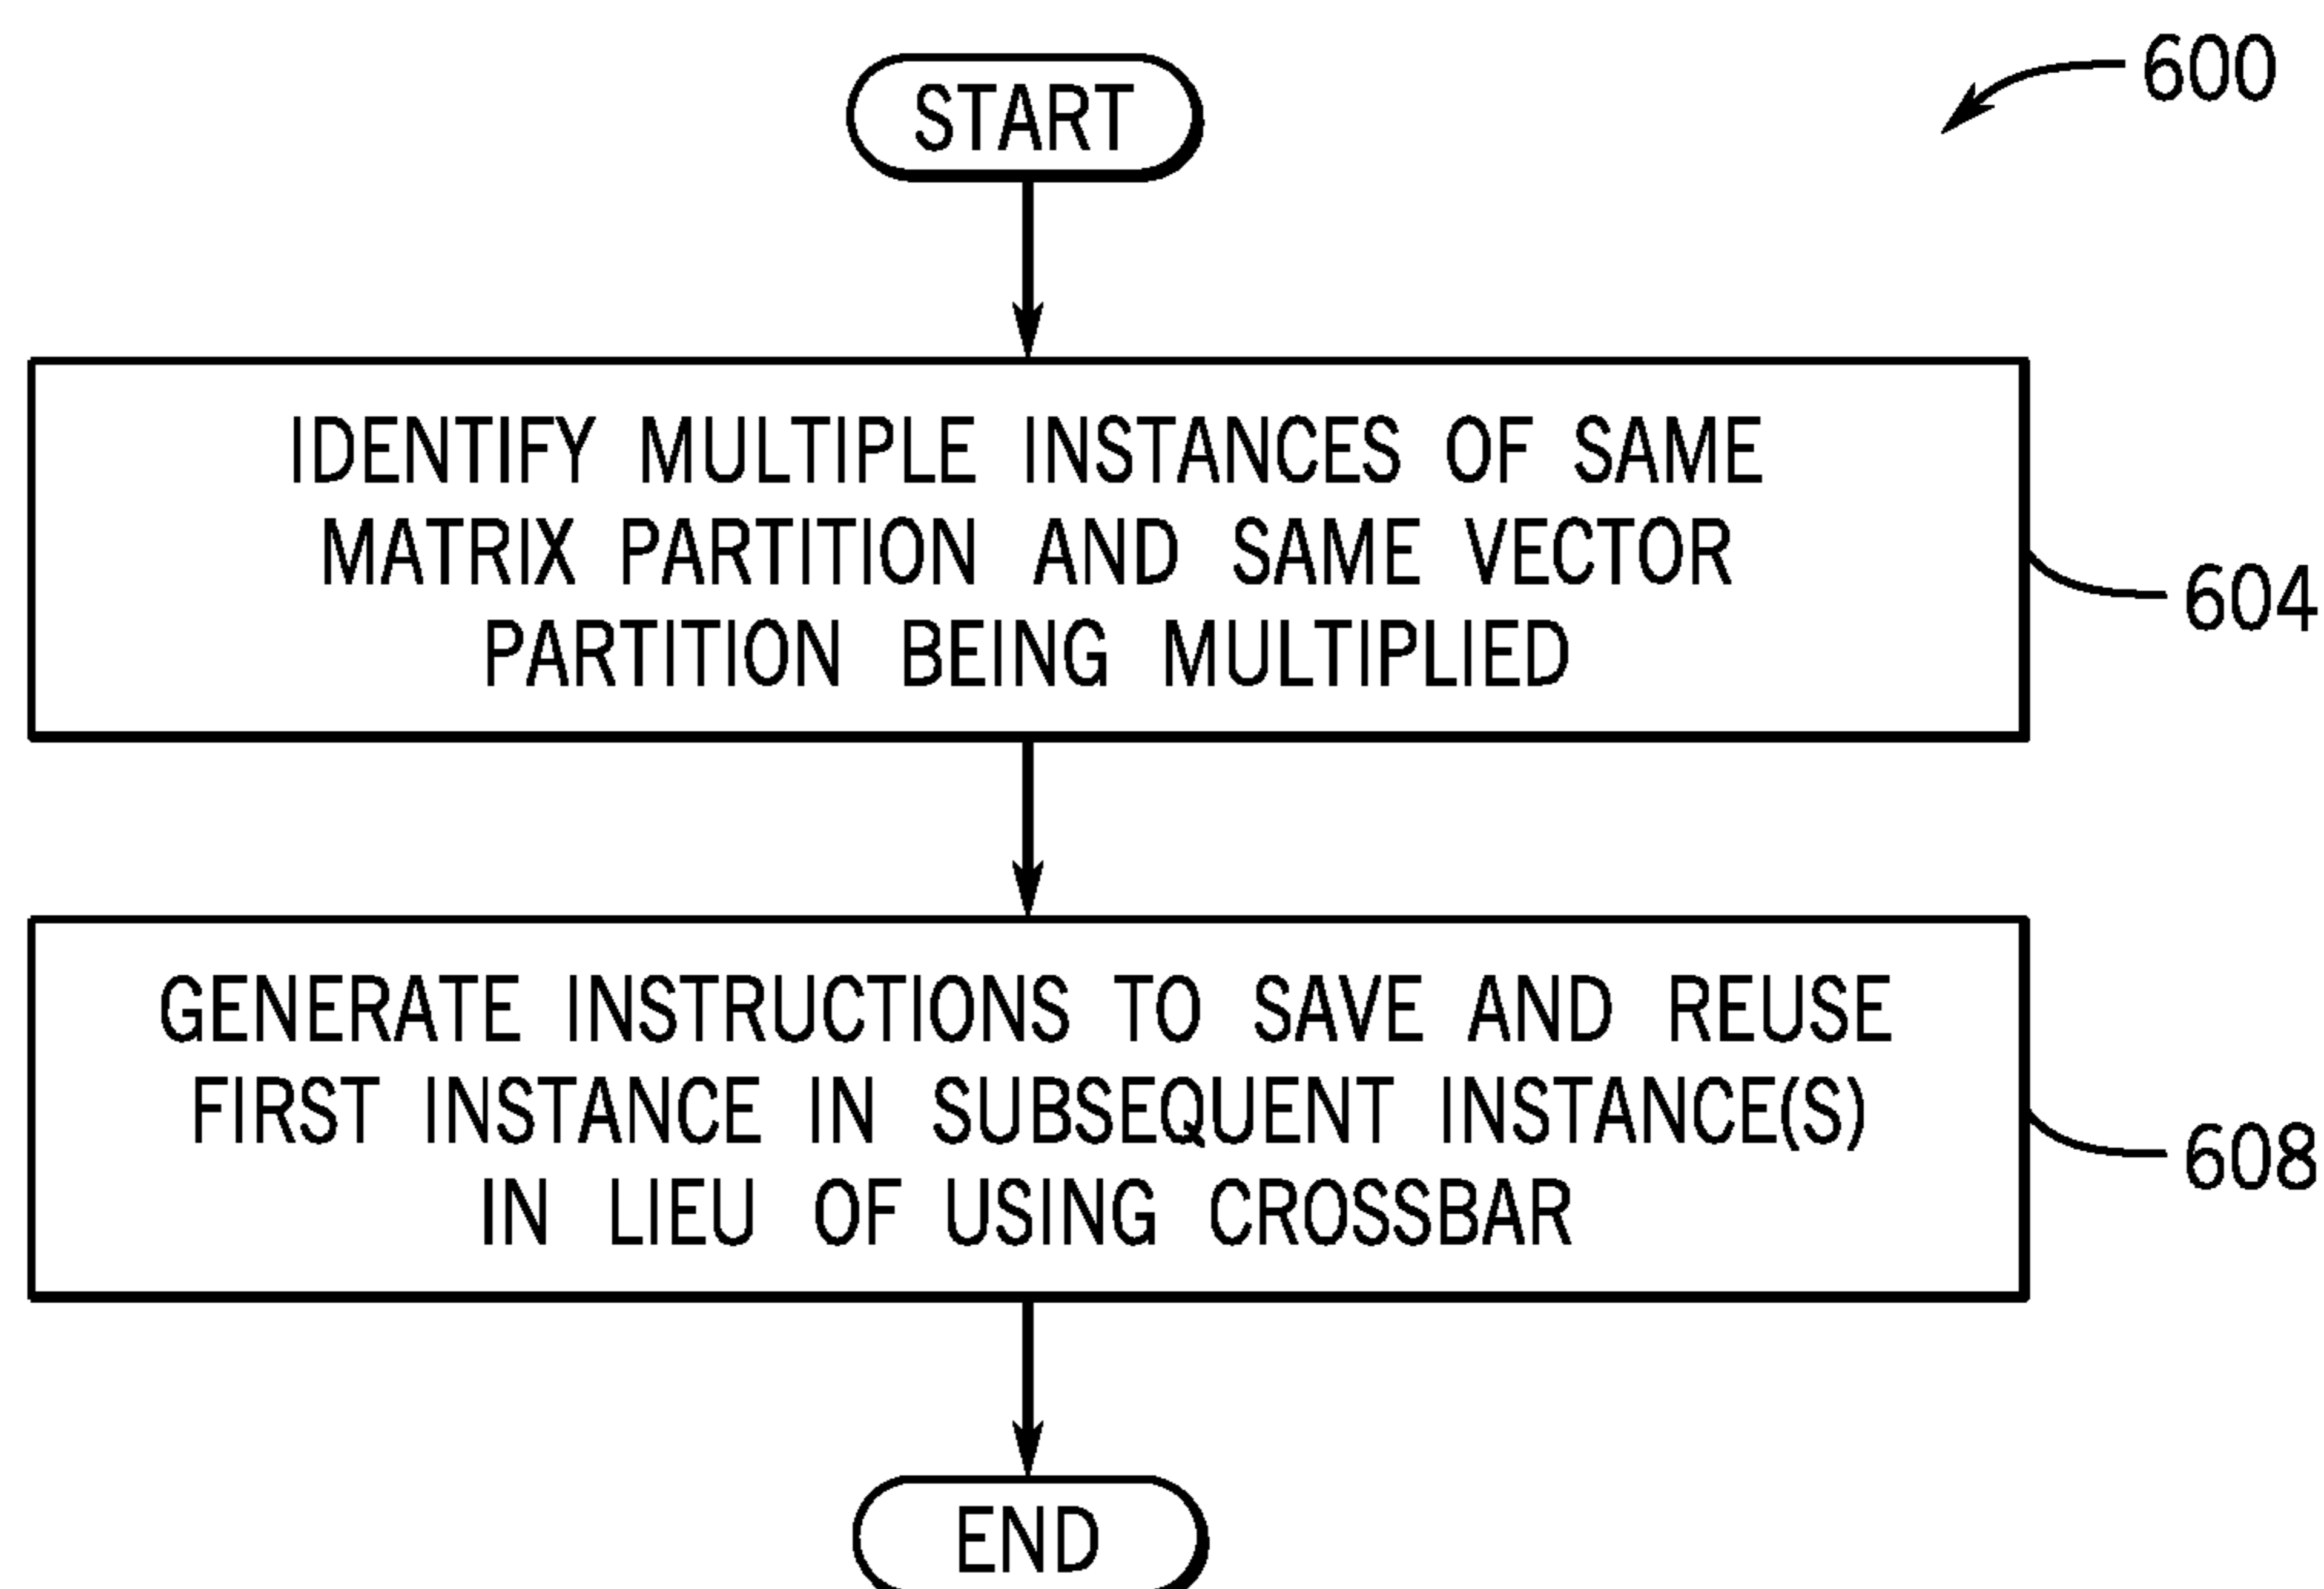 START
600
IDENTIFY MULTIPLE INSTANCES OF SAME
MATRIX PARTITION AND SAME VECTOR
PARTITION BEING MULTIPLIED
604
GENERATE INSTRUCTIONS TO SAVE AND REUSE
FIRST INSTANCE IN SUBSEQUENT INSTANCE(S)
IN LIEU OF USING CROSSBAR
608
END